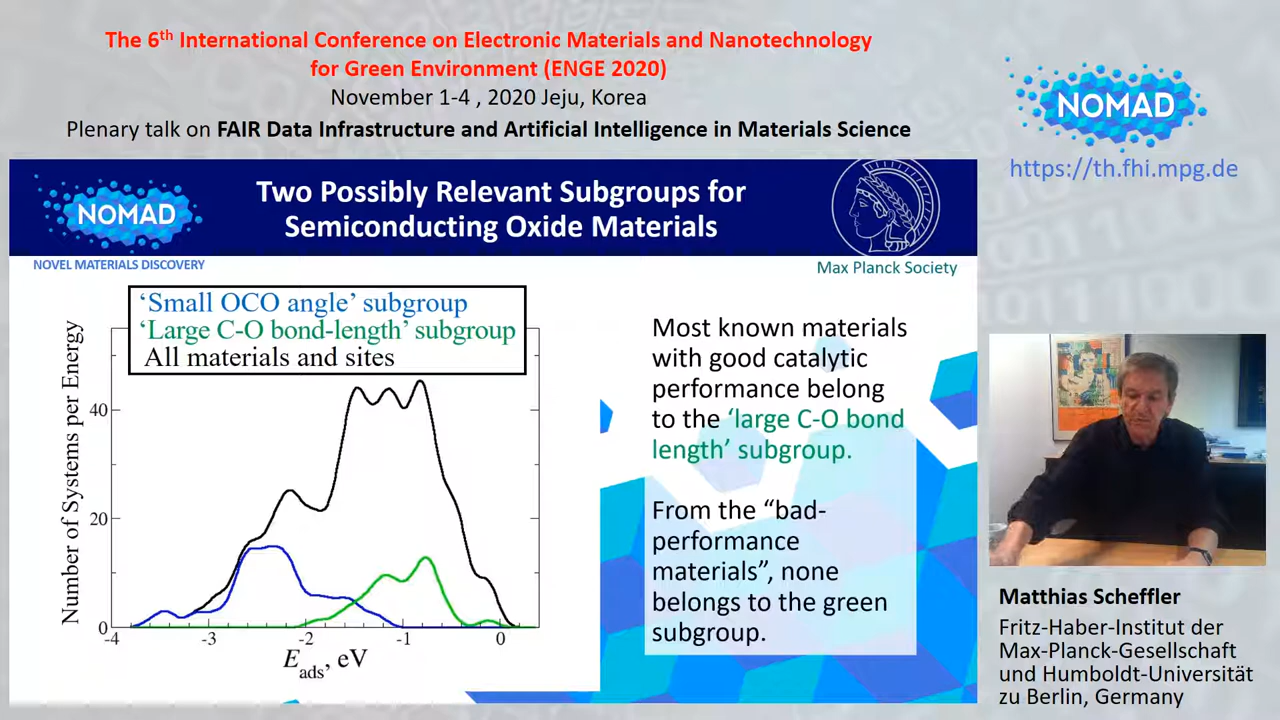 The 6th International Conference on Electronic Materials and Nanotechnology
for Green Environment (ENGE 2020)
November 1-4 , 2020 Jeju, Korea
Plenary talk on FAIR Data Infrastructure and Artificial Intelligence in Materials Science
NOMAD
https://th.fhi.mpg.de
NOMAD
NOVEL MATERIALS DISCOVERY
Two Possibly Relevant Subgroups for
Semiconducting Oxide Materials
Max Planck Society
‘Small OCO angle’ subgroup
‘Large C-O bond-length’ subgroup
All materials and sites
Number of Systems per Energy
40
20
0
-4
-3
-2
-1
0
Eads, eV
Most known materials
with good catalytic
performance belong
to the ‘large C-O bond
length’ subgroup.
From the “bad-
performance
materials”, none
belongs to the green
subgroup.
Matthias Scheffler
Fritz-Haber-Institut der
Max-Planck-Gesellschaft
und Humboldt-Universität
zu Berlin, Germany